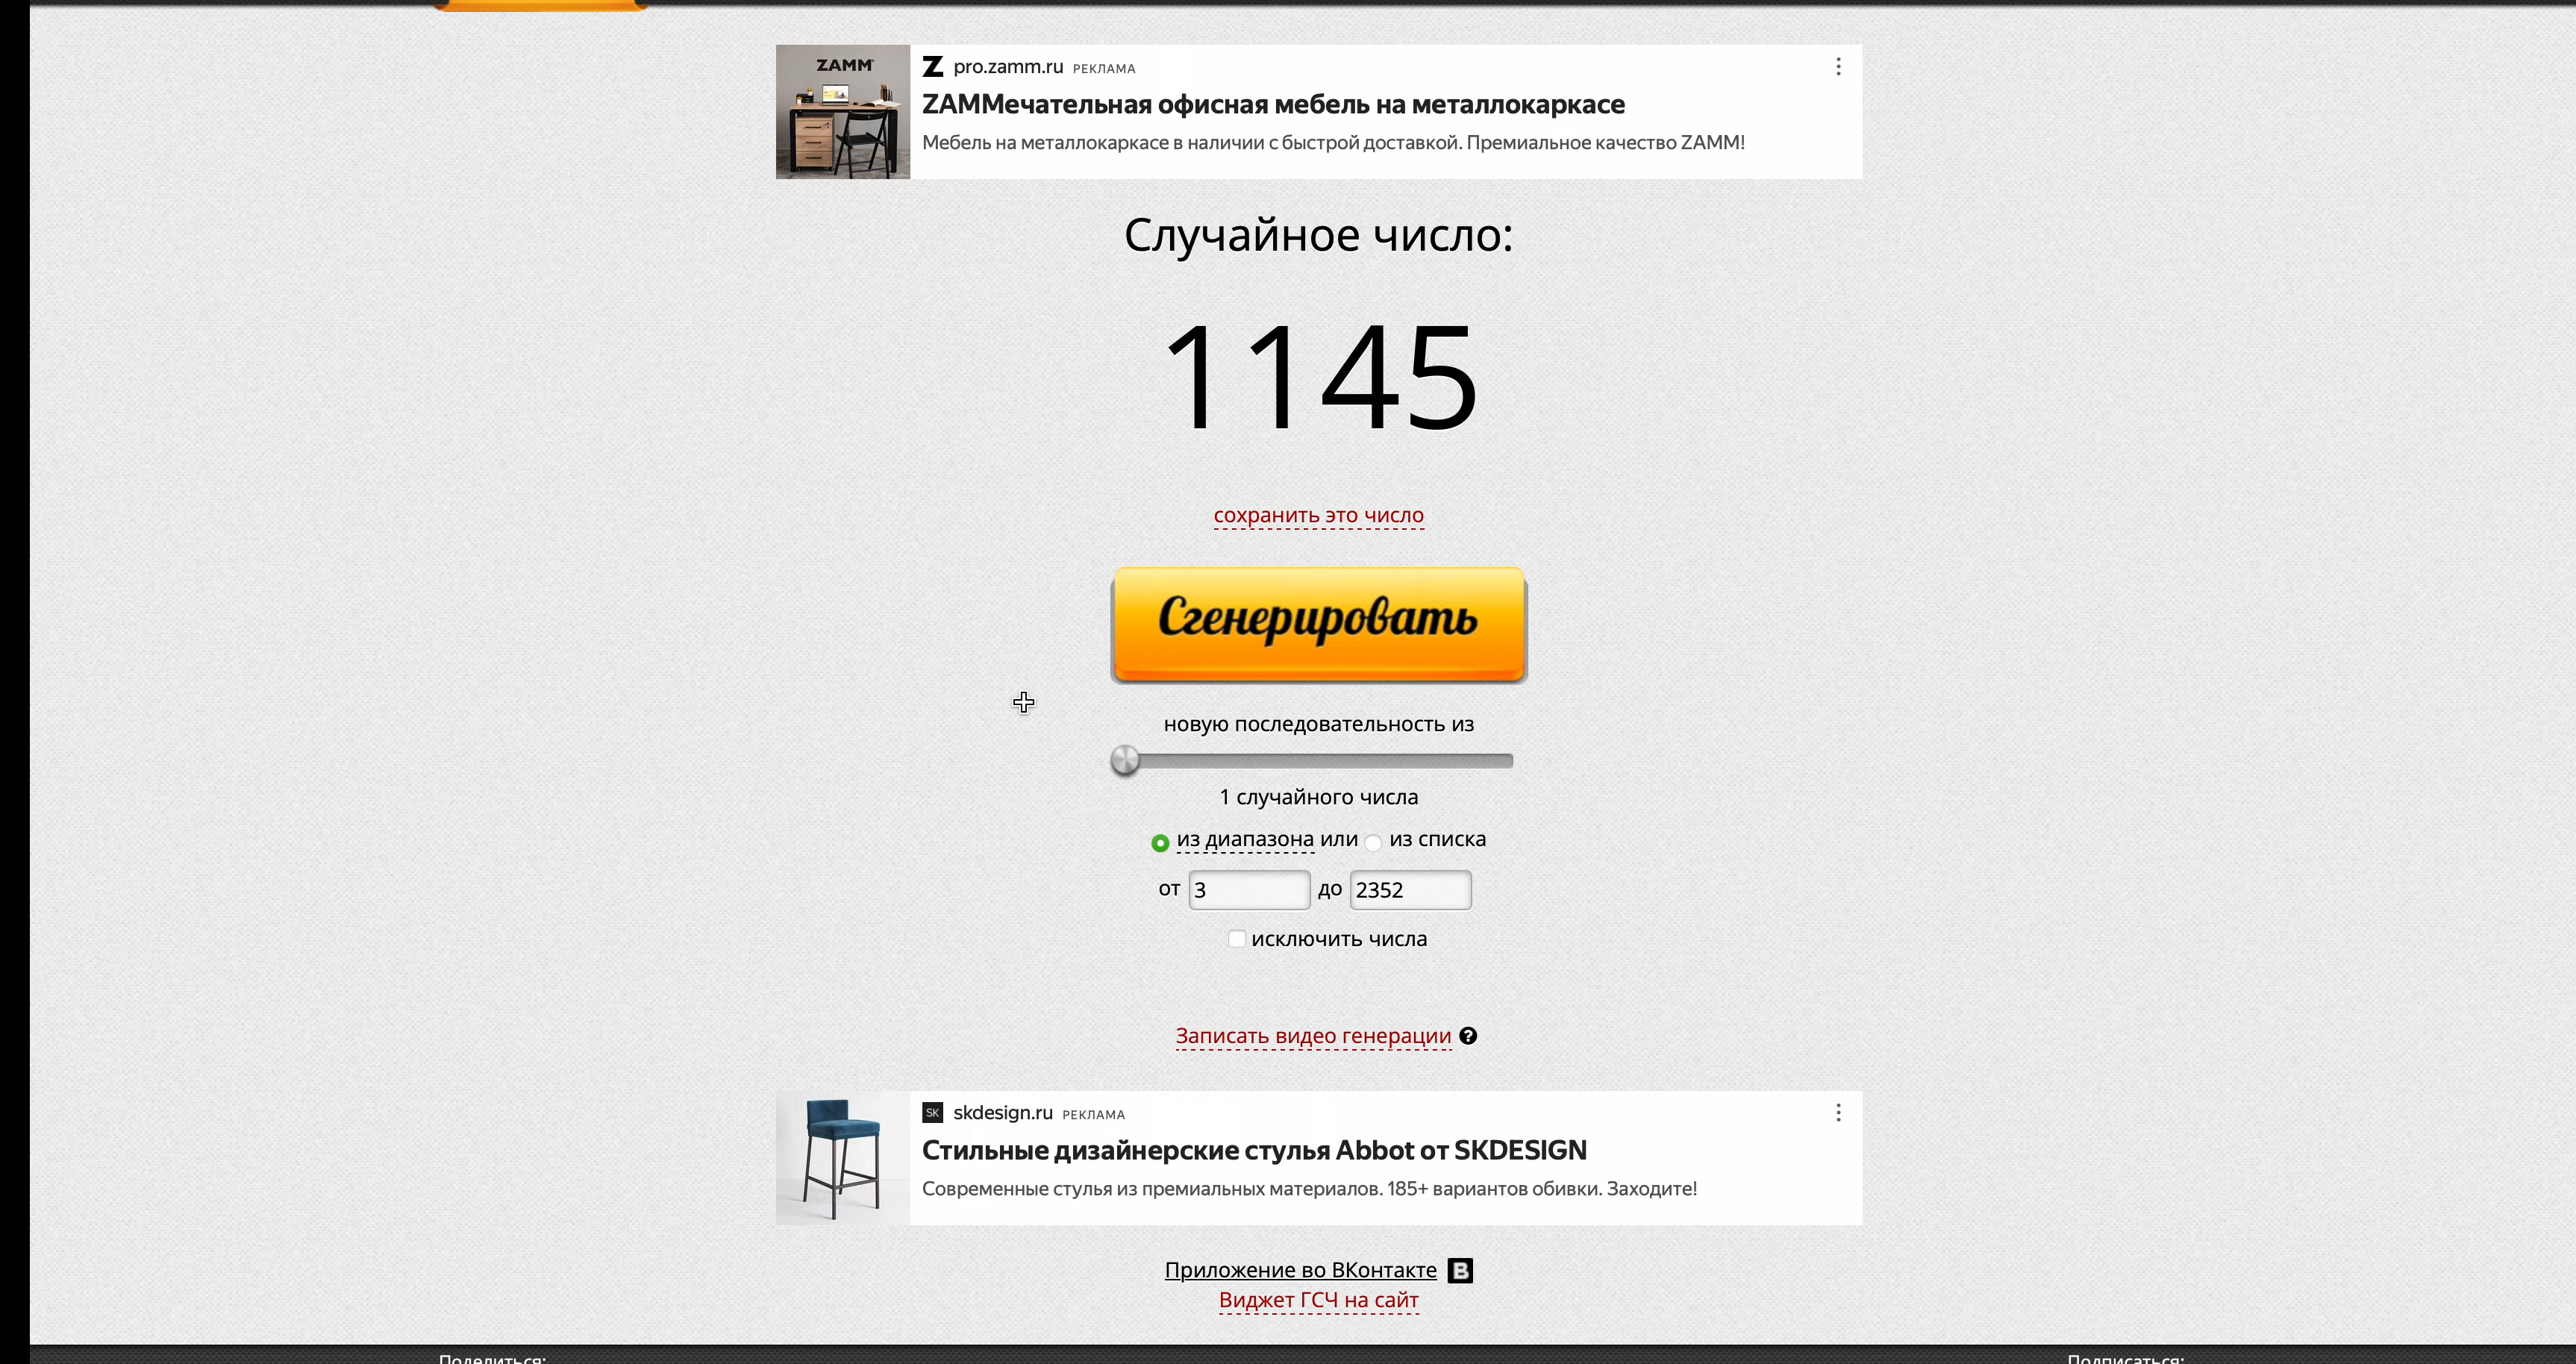 ZAMM
Z pro.zamm.ru РЕКЛАМА
ZAMMечательная офисная мебель на металлокаркасе
Мебель на металлокаркасе в наличии с быстрой доставкой. Премиальное качество ZAMM!
Случайное число:
1145
сохранить это число
Сгенерировать
новую последовательность из
1 случайного числа
из диапазона или из списка
от 3 до 2352
исключить числа
Записать видео генерации ?
SK skdesign.ru РЕКЛАМА
Стильные дизайнерские стулья Abbot от SKDESIGN
Современные стулья из премиальных материалов. 185+ вариантов обивки. Заходите!
Приложение во ВКонтакте B
Виджет ГСЧ на сайт
Поделиться: Подписаться: